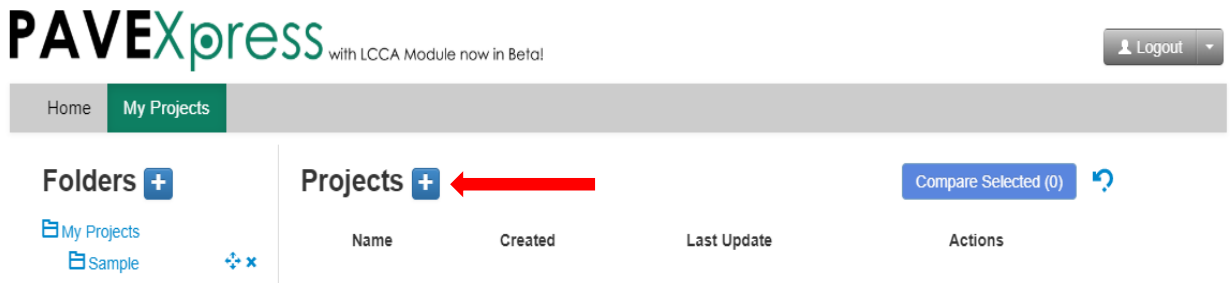 PAVEXpress with LCCA Module now in Beta!
Logout
Home My Projects
Folders + Projects + Compare Selected (0)
My Projects
Name Created Last Update Actions
Sample